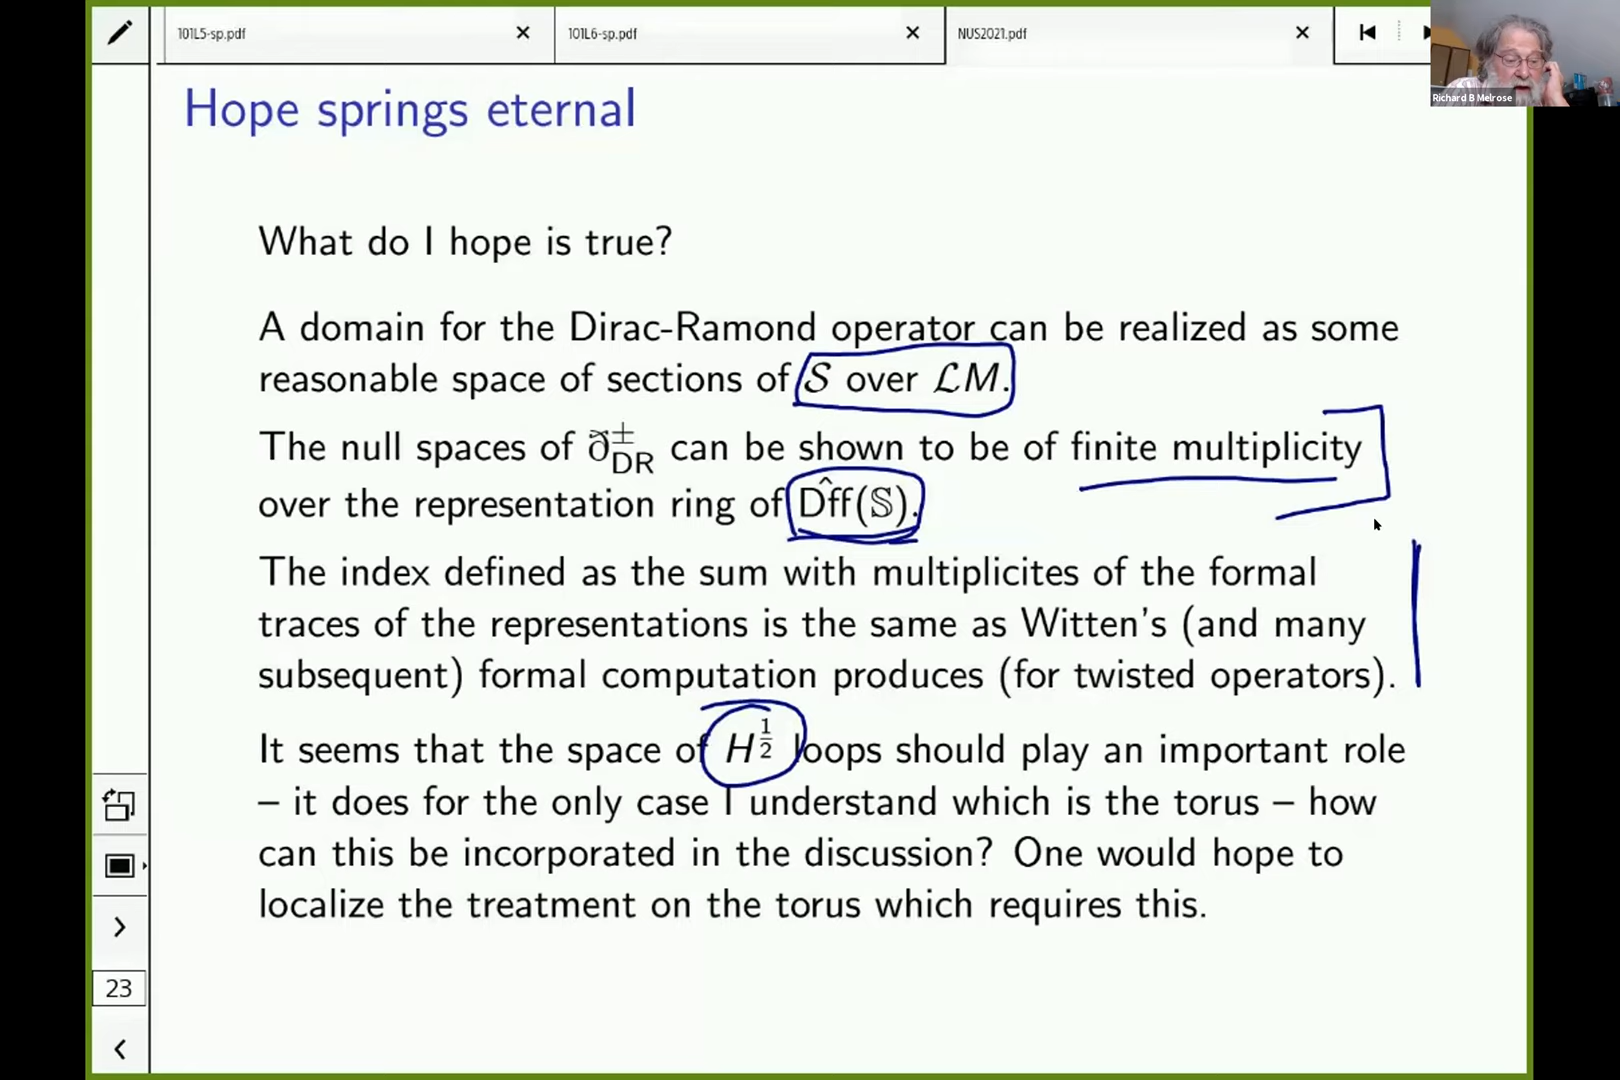 101L5-sp.pdf
101L6-sp.pdf
NUS2021.pdf
Richard B Melrose
Hope springs eternal
What do I hope is true?
A domain for the Dirac-Ramond operator can be realized as some
reasonable space of sections of 𝒮 over ℒM.
The null spaces of ð^±_DR can be shown to be of finite multiplicity
over the representation ring of Df̂f(𝕊).
The index defined as the sum with multiplicites of the formal
traces of the representations is the same as Witten's (and many
subsequent) formal computation produces (for twisted operators).
It seems that the space of H^{1/2} loops should play an important role
– it does for the only case I understand which is the torus – how
can this be incorporated in the discussion? One would hope to
localize the treatment on the torus which requires this.
23